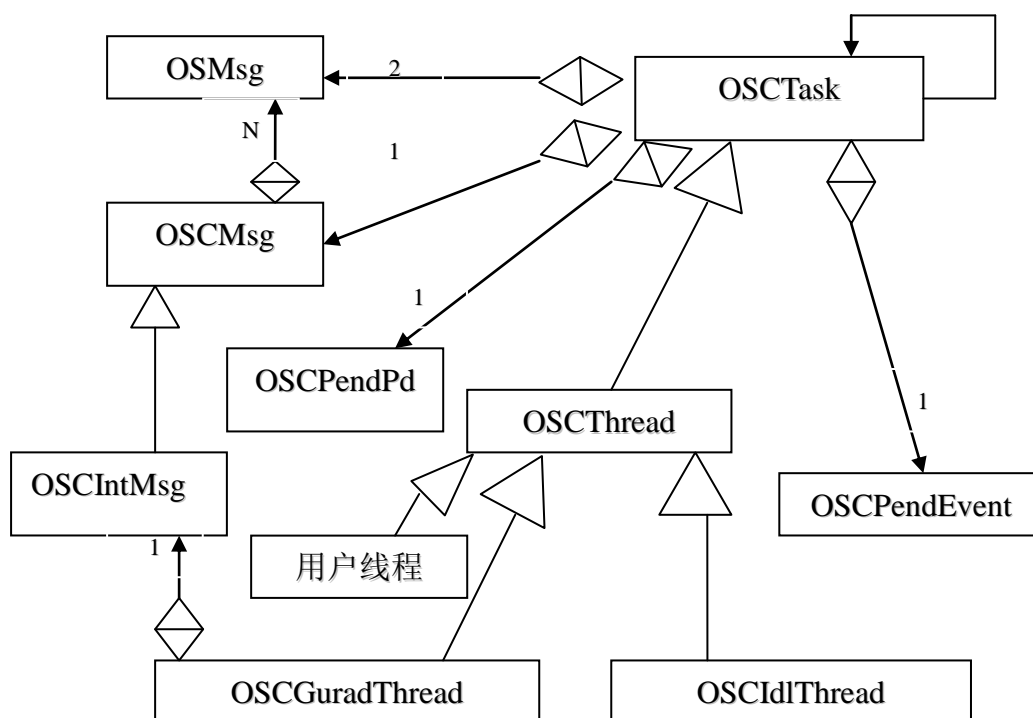 OSMsg
2
OSCTask
N
1
OSCMsg
1
OSCPendPd
OSCThread
1
OSCIntMsg
OSCPendEvent
1
用户线程
OSCGuradThread
OSCIdlThread